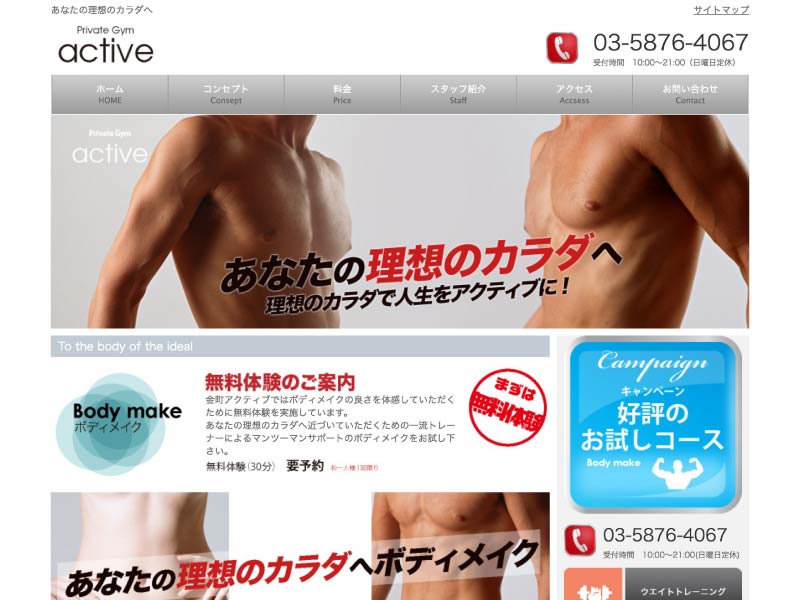 あなたの理想のカラダへ
サイトマップ
Private Gym
active
03-5876-4067
受付時間　10:00〜21:00（日曜日定休）
ホーム
HOME
コンセプト
Consept
料金
Price
スタッフ紹介
Staff
アクセス
Accsess
お問い合わせ
Contact
Private Gym
active
あなたの理想のカラダへ
理想のカラダで人生をアクティブに！
To the body of the ideal
Body make
ボディメイク
無料体験のご案内
金町アクティブではボディメイクの良さを体感していただく
ために無料体験を実施しています。
あなたの理想のカラダへ近づいていただくための一流トレー
ナーによるマンツーマンサポートのボディメイクをお試し下
さい。
無料体験（30分）　要予約　お一人様1回限り
まずは
無料体験
Campaign
キャンペーン
好評の
お試しコース
Body make
03-5876-4067
受付時間　10:00〜21:00(日曜日定休)
あなたの理想のカラダへボディメイク
ウエイトトレーニング